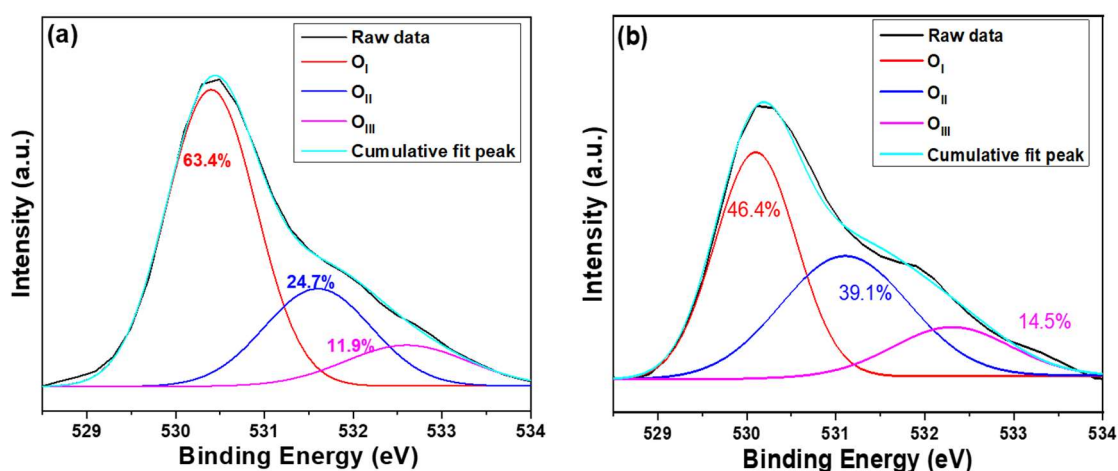 (a)
Raw data
O_I
O_II
O_III
Cumulative fit peak
63.4%
24.7%
11.9%
Intensity (a.u.)
529 530 531 532 533 534
Binding Energy (eV)
(b)
Raw data
O_I
O_II
O_III
Cumulative fit peak
46.4%
39.1%
14.5%
Intensity (a.u.)
529 530 531 532 533 534
Binding Energy (eV)